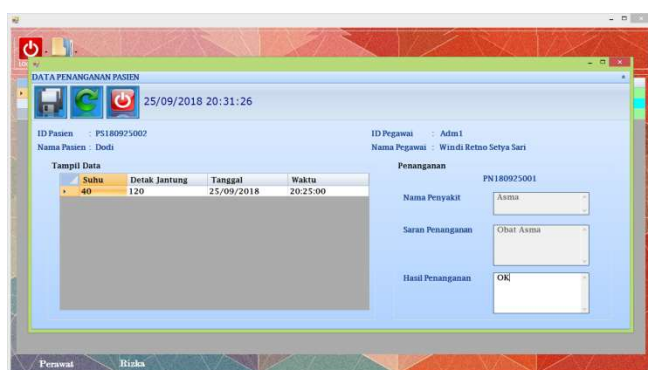 DATA PENANGANAN PASIEN
25/09/2018 20:31:26
ID Pasien : PS180925002
ID Pegawai : Adm1
Nama Pasien : Dodi
Nama Pegawai : Windi Retno Setya Sari
Tampil Data
Penanganan
PN180925001
Suhu Detak Jantung Tanggal Waktu
40 120 25/09/2018 20:25:00
Nama Penyakit Asma
Saran Penanganan Obat Asma
Hasil Penanganan OK
Perawat Rizka